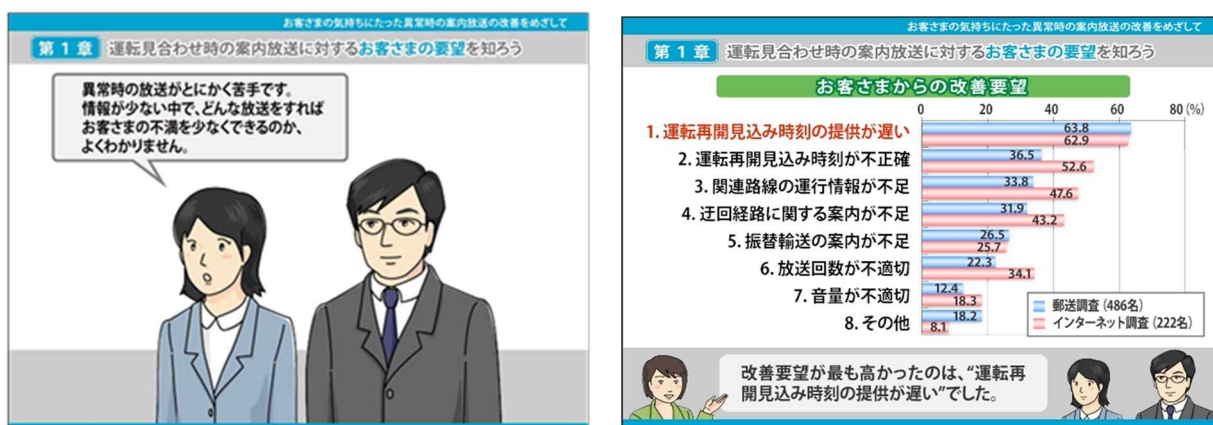 お客さまの気持ちにたった異常時の案内放送の改善をめざして
第1章 運転見合わせ時の案内放送に対するお客さまの要望を知ろう
異常時の放送がとにかく苦手です。
情報が少ない中で、どんな放送をすれば
お客さまの不満を少なくできるのか、
よくわかりません。
お客さまの気持ちにたった異常時の案内放送の改善をめざして
第1章 運転見合わせ時の案内放送に対するお客さまの要望を知ろう
お客さまからの改善要望
0 20 40 60 80 (%)
1. 運転再開見込み時刻の提供が遅い 63.8
62.9
2. 運転再開見込み時刻が不正確 36.5
52.6
3. 関連路線の運行情報が不足 33.8
47.6
4. 迂回経路に関する案内が不足 31.9
43.2
5. 振替輸送の案内が不足 26.5
25.7
6. 放送回数が不適切 22.3
34.1
7. 音量が不適切 12.4
18.3
8. その他 18.2
8.1
郵送調査 (486名)
インターネット調査 (222名)
改善要望が最も高かったのは、“運転再
開見込み時刻の提供が遅い”でした。